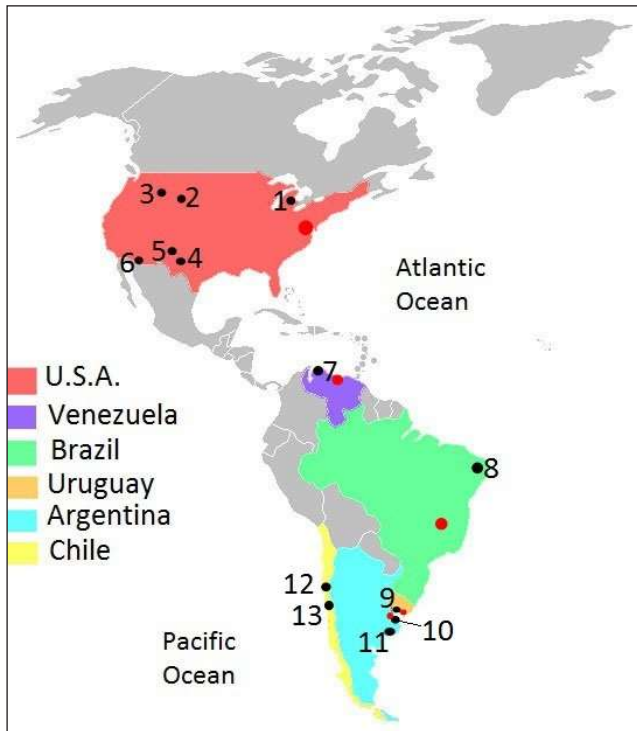 3
2
1
5
4
6
Atlantic
Ocean
7
U.S.A.
Venezuela
Brazil
Uruguay
Argentina
Chile
8
12
9
13
10
11
Pacific
Ocean